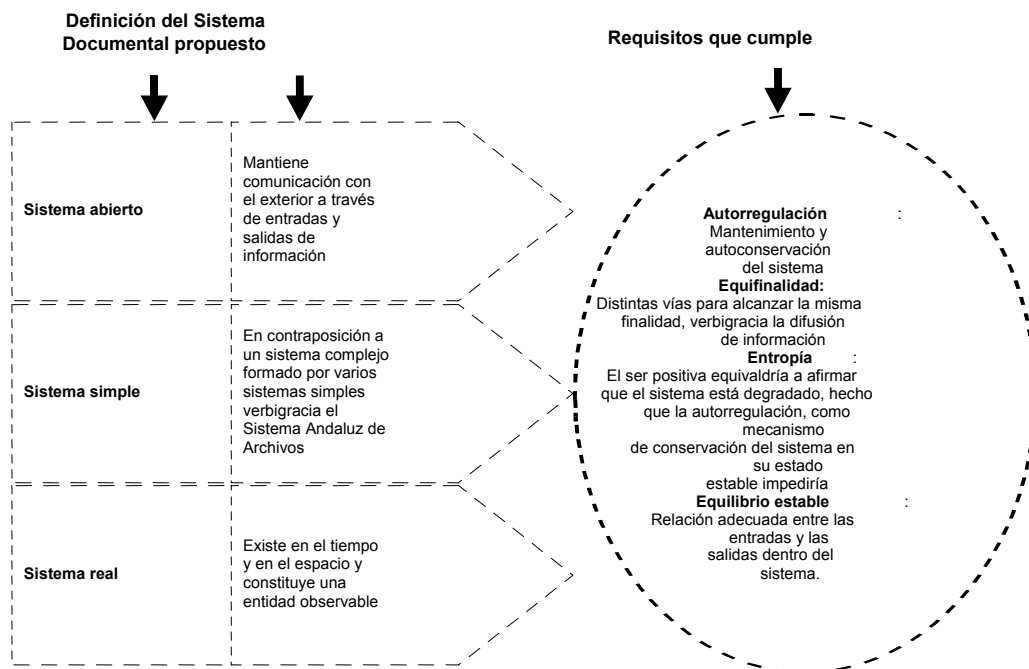 Definición del Sistema
Documental propuesto
Requisitos que cumple
Sistema abierto
Mantiene
comunicación con
el exterior a través
de entradas y
salidas de
información
Sistema simple
En contraposición a
un sistema complejo
formado por varios
sistemas simples
verbigracia el
Sistema Andaluz de
Archivos
Sistema real
Existe en el tiempo
y en el espacio y
constituye una
entidad observable
Autorregulación :
Mantenimiento y
autoconservación
del sistema
Equifinalidad:
Distintas vías para alcanzar la misma
finalidad, verbigracia la difusión
de información
Entropía :
El ser positiva equivaldría a afirmar
que el sistema está degradado, hecho
que la autorregulación, como
mecanismo
de conservación del sistema en
su estado
estable impediría
Equilibrio estable :
Relación adecuada entre las
entradas y las
salidas dentro del
sistema.